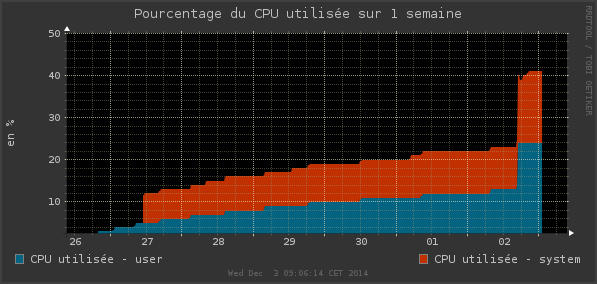 Pourcentage du CPU utilisée sur 1 semaine
RRDTOOL / TOBI OETIKER
en %
50
40
30
20
10
26 27 28 29 30 01 02
CPU utilisée - user CPU utilisée - system
Wed Dec 3 09:06:14 CET 2014